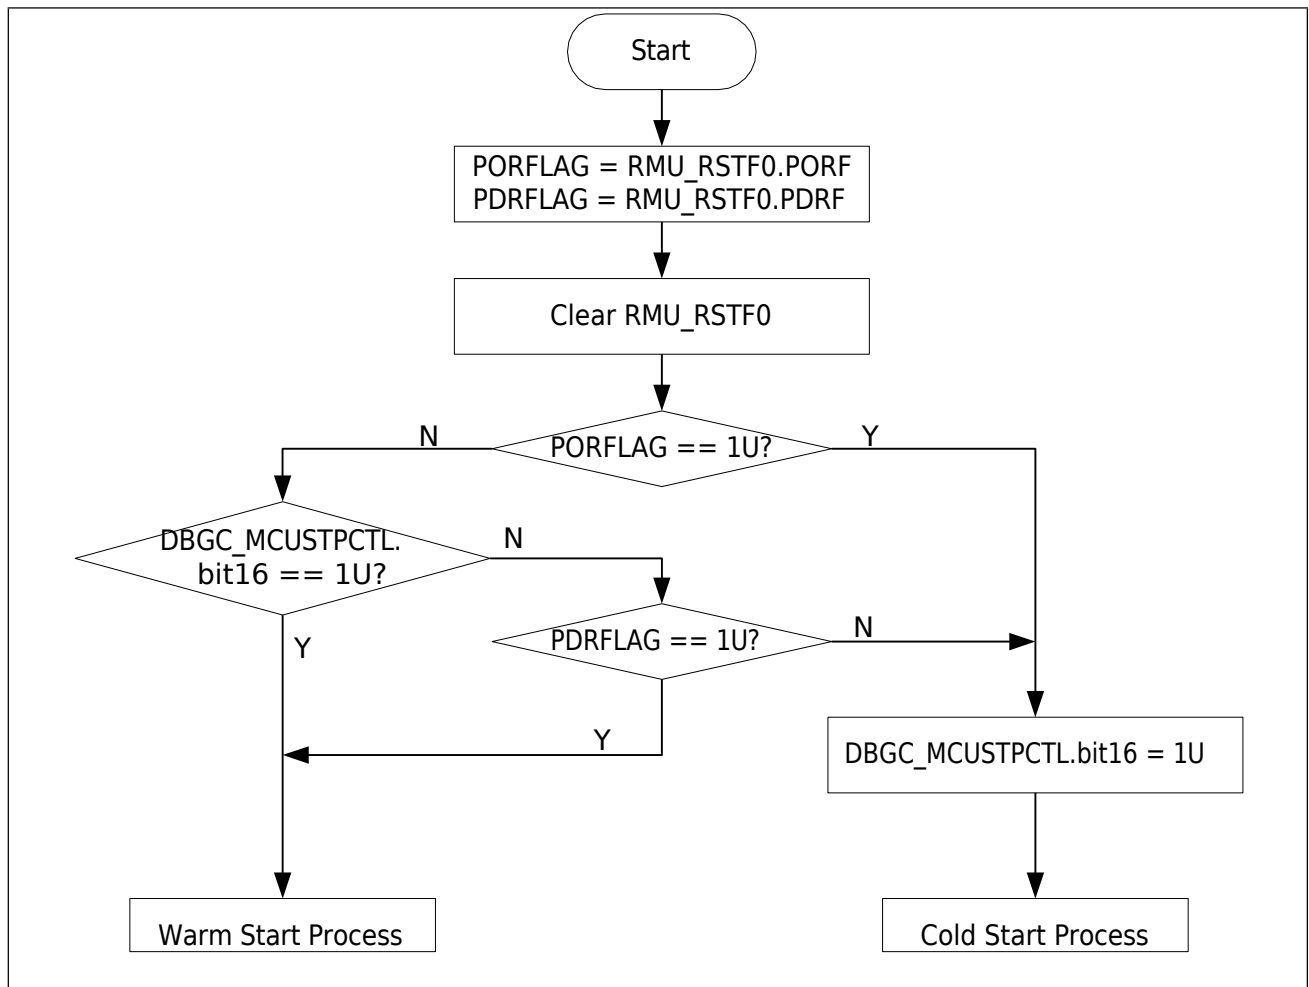 Start
PORFLAG = RMU_RSTF0.PORF
PDRFLAG = RMU_RSTF0.PDRF
Clear RMU_RSTF0
N
PORFLAG == 1U?
Y
DBGC_MCUSTPCTL.
bit16 == 1U?
N
PDRFLAG == 1U?
N
Y
Y
DBGC_MCUSTPCTL.bit16 = 1U
Warm Start Process
Cold Start Process